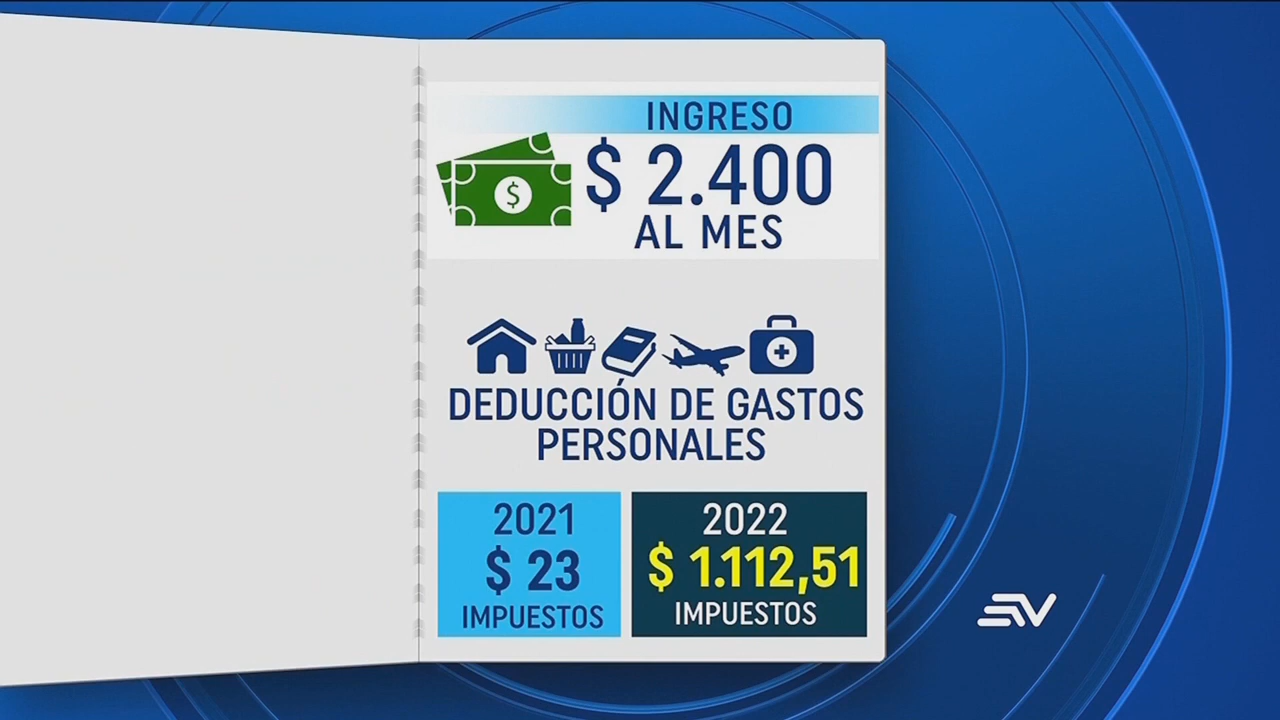 INGRESO
$ 2.400
AL MES
DEDUCCIÓN DE GASTOS
PERSONALES
2021
$ 23
IMPUESTOS
2022
$ 1.112,51
IMPUESTOS